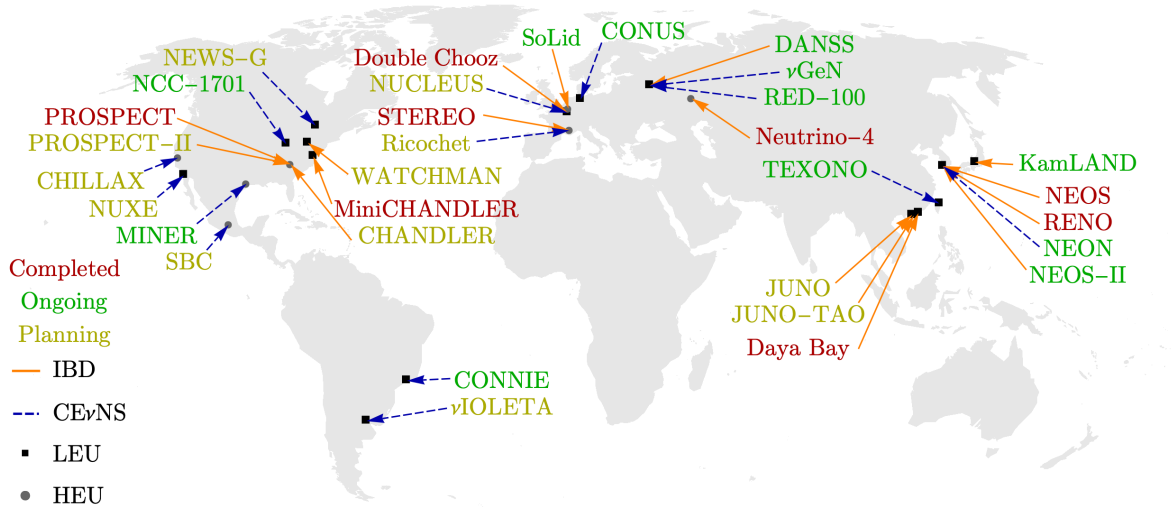 NEWS−G
NCC−1701
PROSPECT
PROSPECT−II
CHILLAX
NUXE
MINER
SBC
WATCHMAN
MiniCHANDLER
CHANDLER
Double Chooz
NUCLEUS
STEREO
Ricochet
SoLid
CONUS
DANSS
νGeN
RED−100
Neutrino−4
TEXONO
KamLAND
NEOS
RENO
NEON
NEOS−II
JUNO
JUNO−TAO
Daya Bay
CONNIE
νIOLETA
Completed
Ongoing
Planning
IBD
CEνNS
LEU
HEU